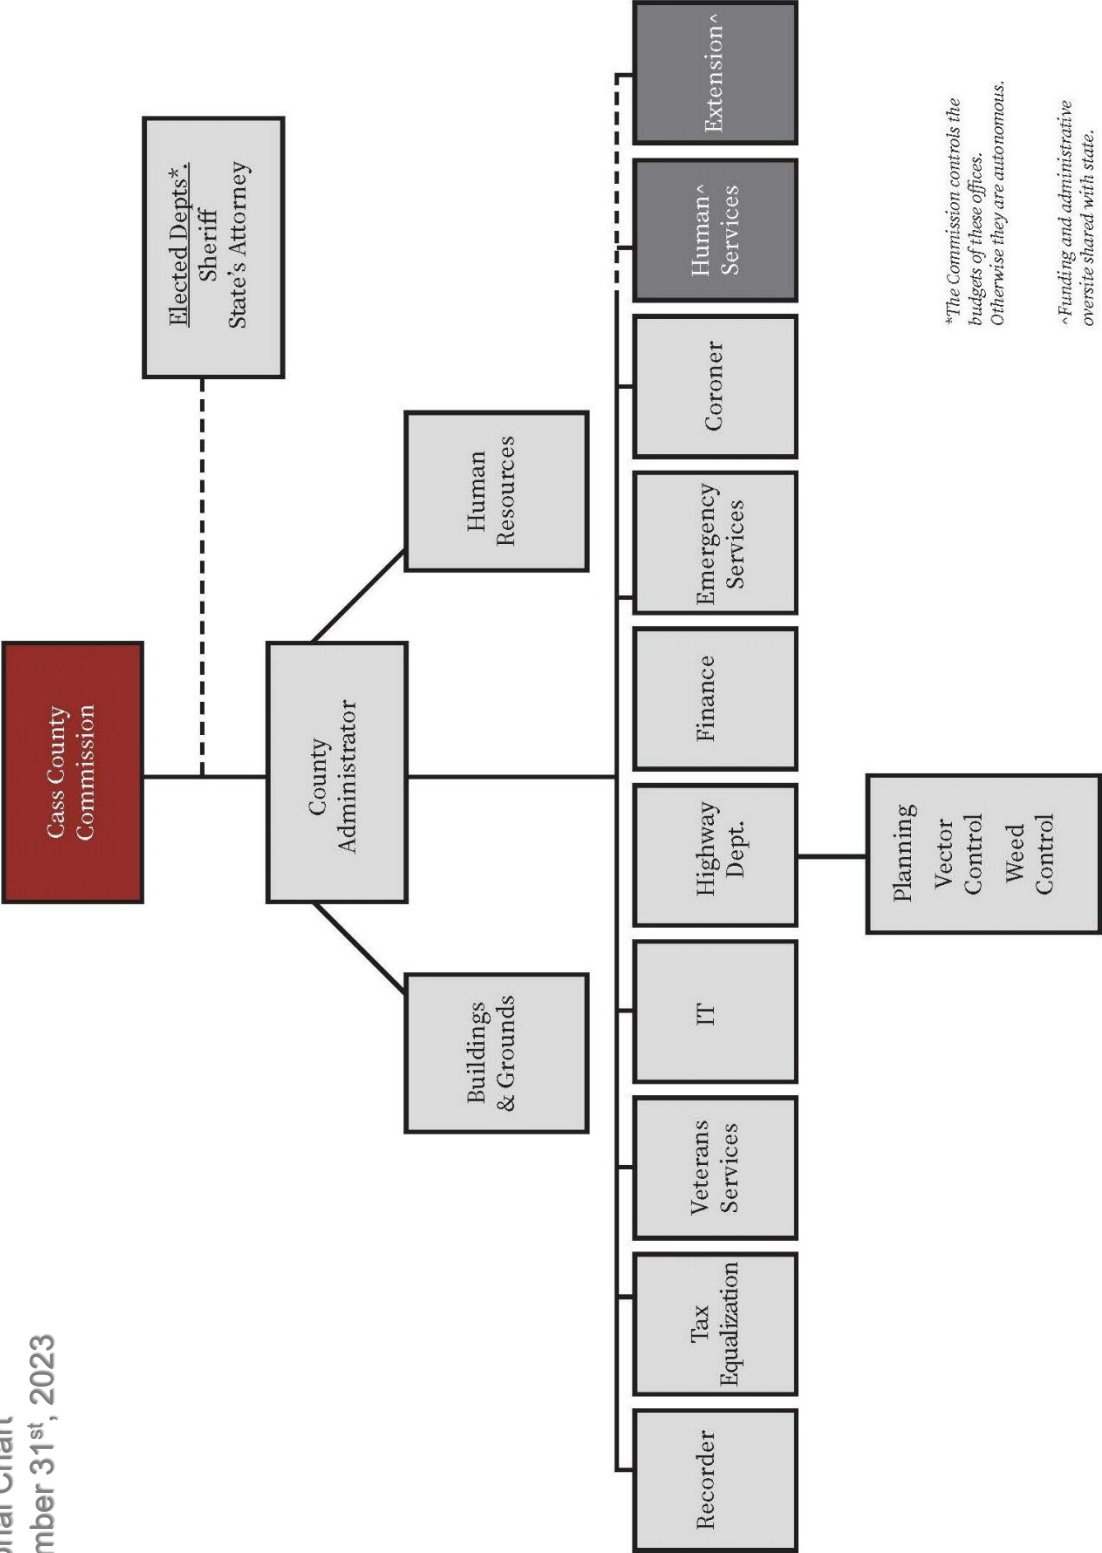 mber 31st, 2023
Cass County
Commission
Elected Depts*.
Sheriff
State's Attorney
County
Administrator
Buildings
& Grounds
Human
Resources
Recorder
Tax
Equalization
Veterans
Services
IT
Highway
Dept.
Finance
Emergency
Services
Coroner
Human^
Services
Extension^
Planning
Vector
Control
Weed
Control
*The Commission controls the
budgets of these offices.
Otherwise they are autonomous.
^Funding and administrative
oversite shared with state.